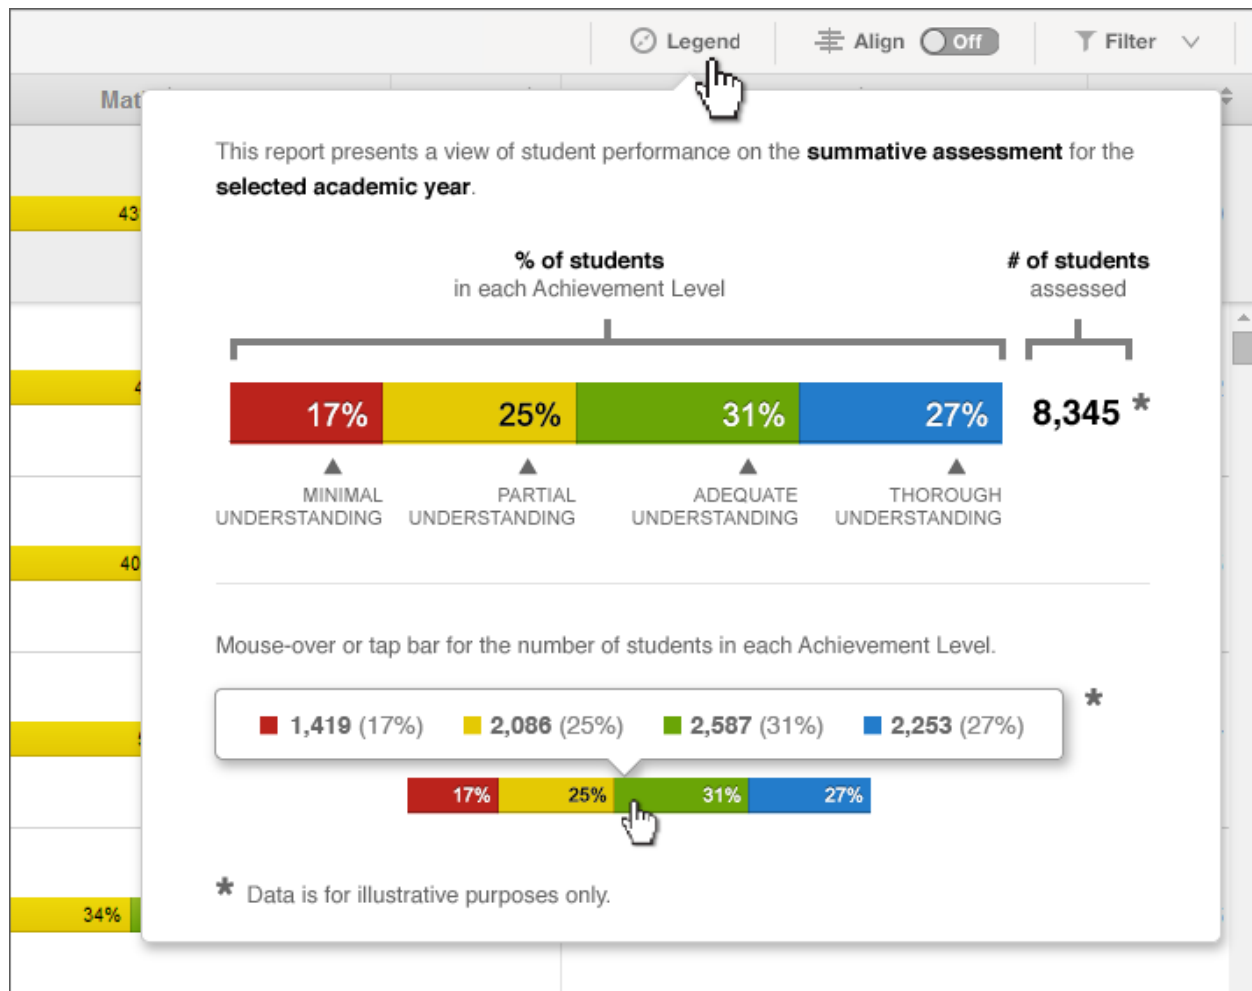 Legend Align Off Filter
Mat
This report presents a view of student performance on the summative assessment for the
selected academic year.
43
% of students
in each Achievement Level
# of students
assessed
17% 25% 31% 27% 8,345 *
4
MINIMAL
UNDERSTANDING
PARTIAL
UNDERSTANDING
ADEQUATE
UNDERSTANDING
THOROUGH
UNDERSTANDING
40
Mouse-over or tap bar for the number of students in each Achievement Level.
1,419 (17%) 2,086 (25%) 2,587 (31%) 2,253 (27%) *
17% 25% 31% 27%
* Data is for illustrative purposes only.
34%